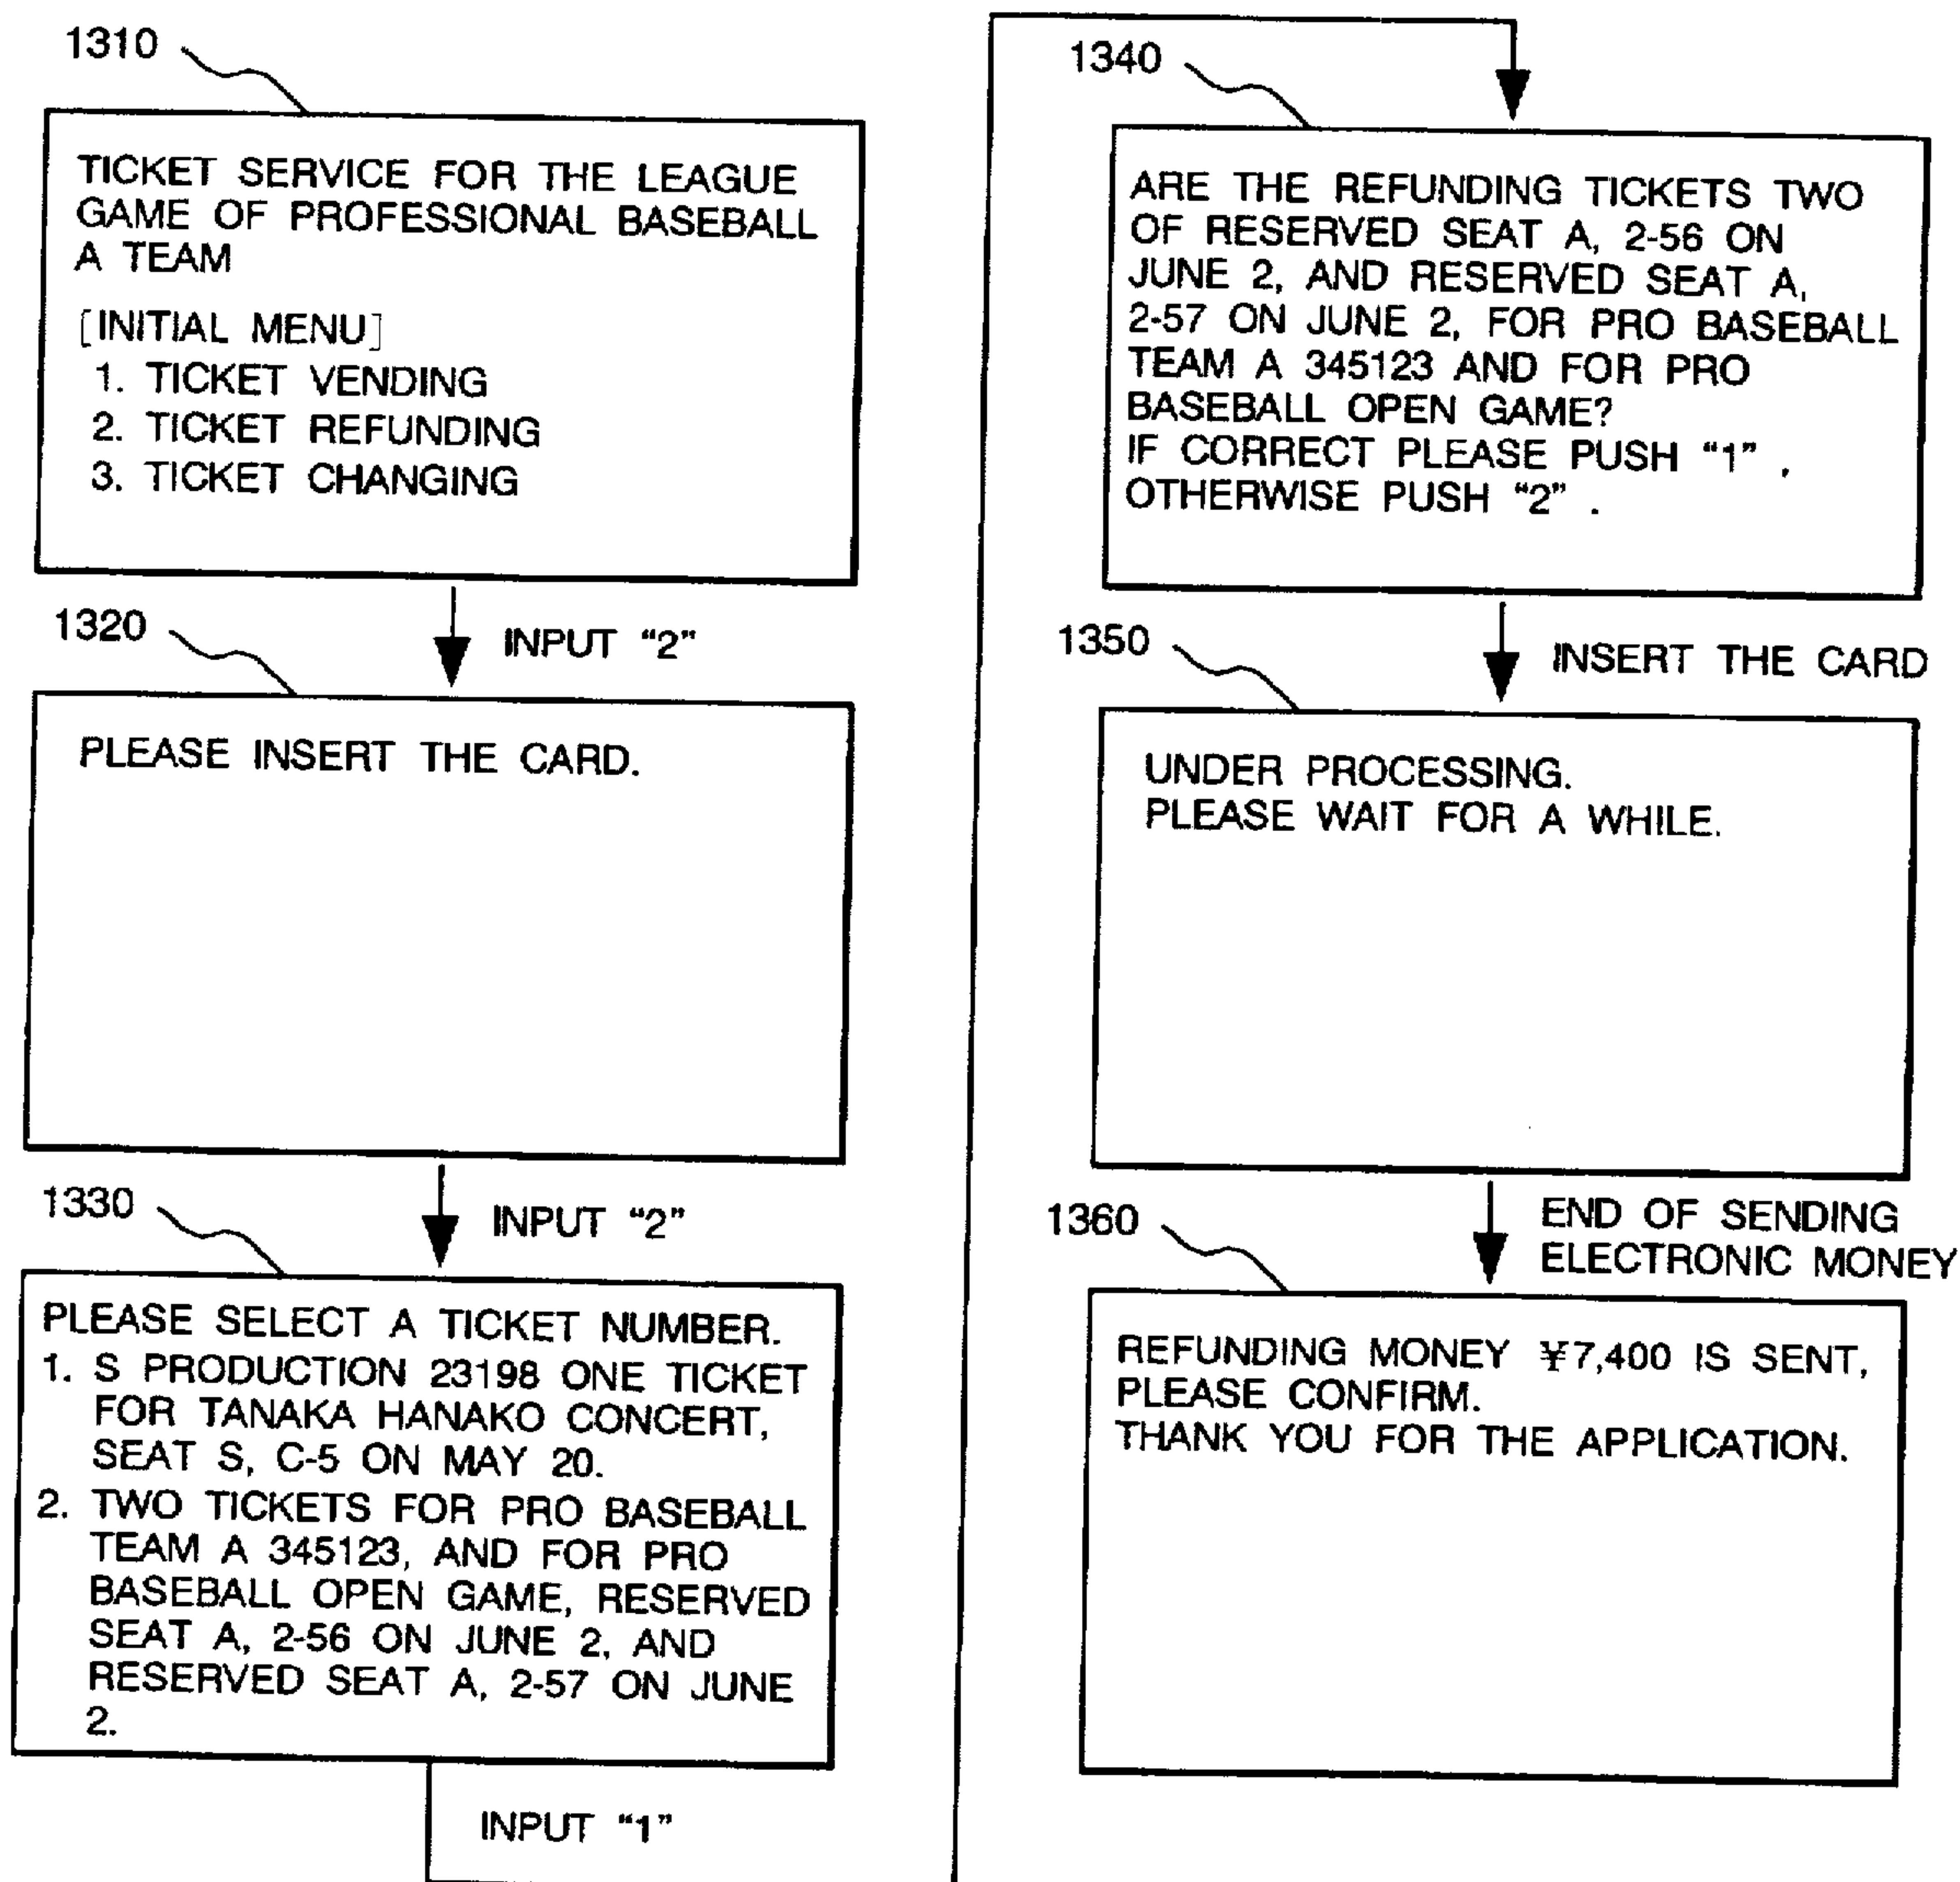 1310
TICKET SERVICE FOR THE LEAGUE
GAME OF PROFESSIONAL BASEBALL
A TEAM
[INITIAL MENU]
1. TICKET VENDING
2. TICKET REFUNDING
3. TICKET CHANGING
1320
INPUT “2”
PLEASE INSERT THE CARD.
1330
INPUT “2”
PLEASE SELECT A TICKET NUMBER.
1. S PRODUCTION 23198 ONE TICKET
FOR TANAKA HANAKO CONCERT,
SEAT S, C-5 ON MAY 20.
2. TWO TICKETS FOR PRO BASEBALL
TEAM A 345123, AND FOR PRO
BASEBALL OPEN GAME, RESERVED
SEAT A, 2-56 ON JUNE 2, AND
RESERVED SEAT A, 2-57 ON JUNE
2.
INPUT “1”
1340
ARE THE REFUNDING TICKETS TWO
OF RESERVED SEAT A, 2-56 ON
JUNE 2, AND RESERVED SEAT A,
2-57 ON JUNE 2, FOR PRO BASEBALL
TEAM A 345123 AND FOR PRO
BASEBALL OPEN GAME?
IF CORRECT PLEASE PUSH “1” ,
OTHERWISE PUSH “2” .
1350
INSERT THE CARD
UNDER PROCESSING.
PLEASE WAIT FOR A WHILE.
1360
END OF SENDING
ELECTRONIC MONEY
REFUNDING MONEY ¥7,400 IS SENT,
PLEASE CONFIRM.
THANK YOU FOR THE APPLICATION.